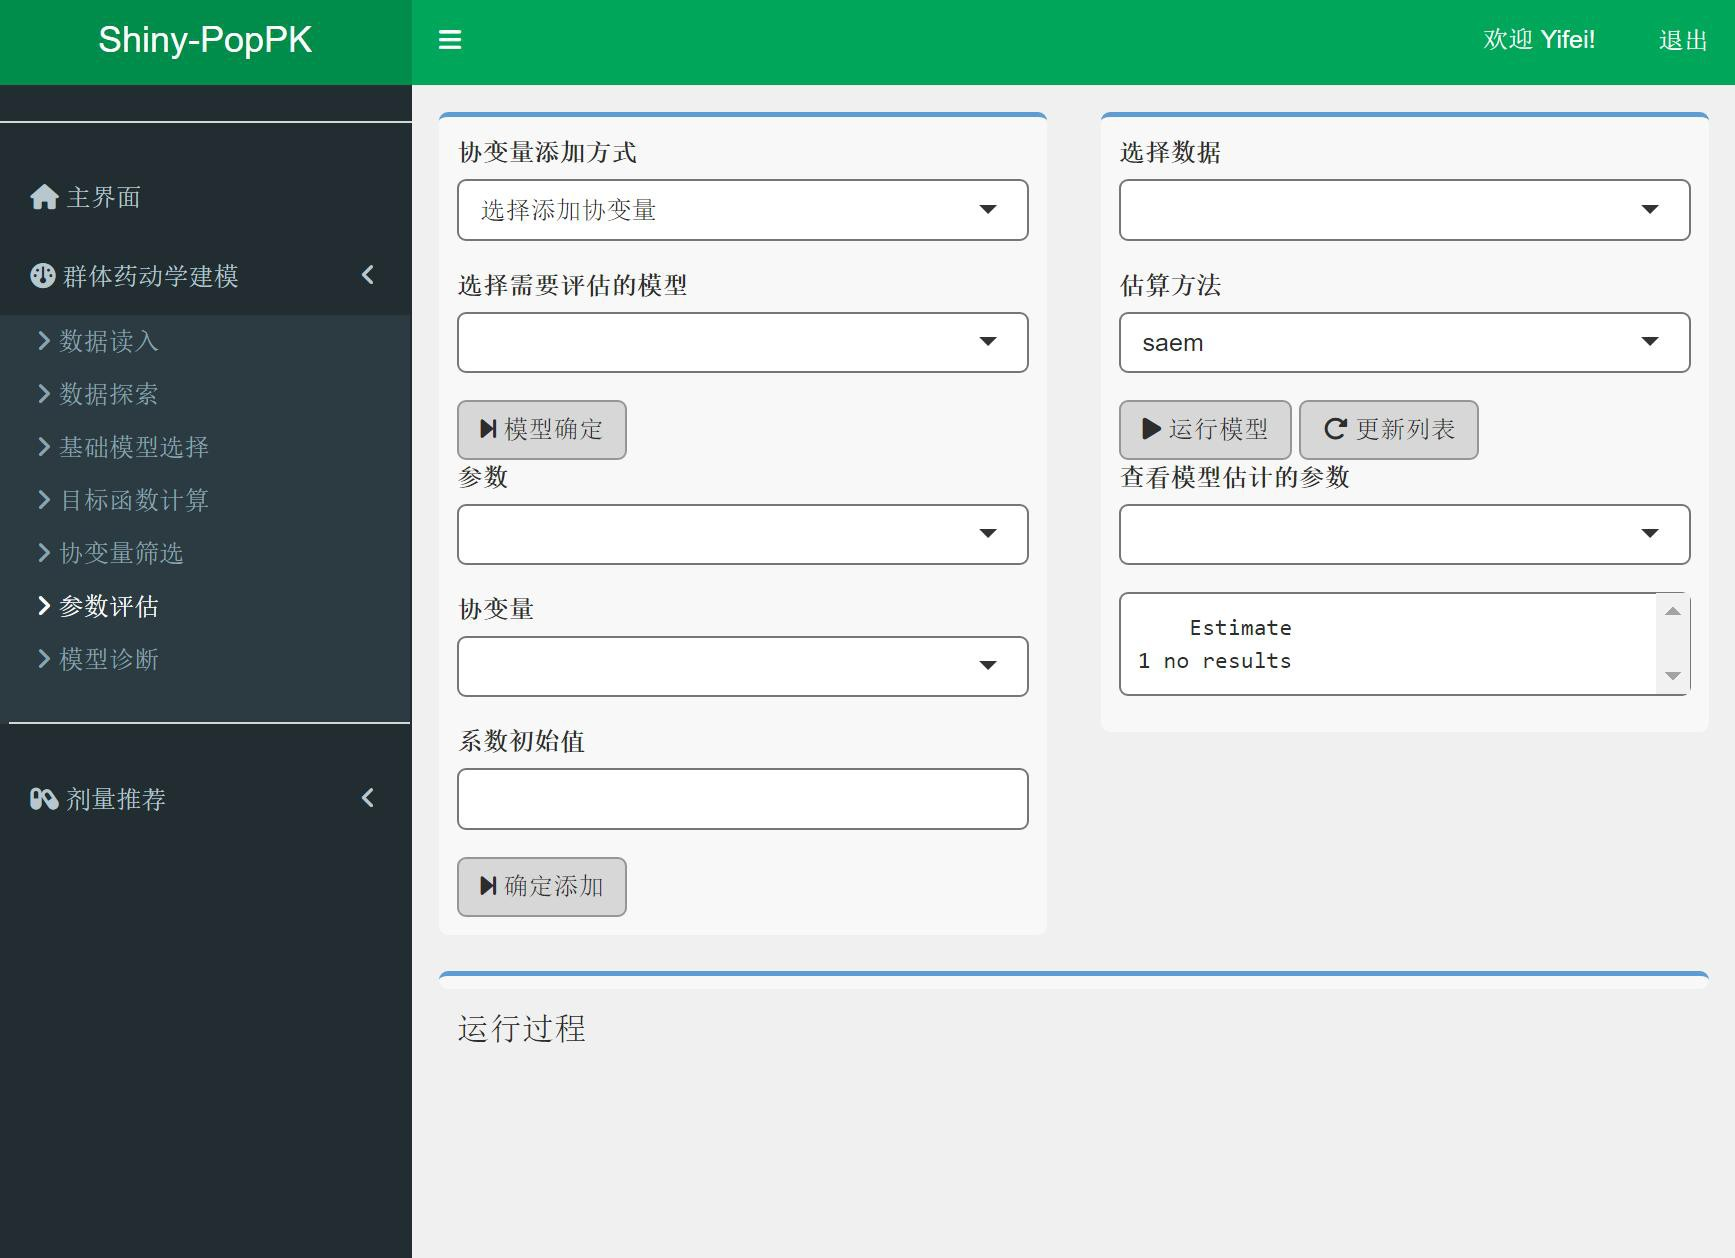 Shiny-PopPK
欢迎 Yifei!
退出
主界面
群体药动学建模
数据读入
数据探索
基础模型选择
目标函数计算
协变量筛选
参数评估
模型诊断
剂量推荐
协变量添加方式
选择添加协变量
选择需要评估的模型
模型确定
参数
协变量
系数初始值
确定添加
选择数据
估算方法
saem
运行模型
更新列表
查看模型估计的参数
Estimate
1 no results
运行过程